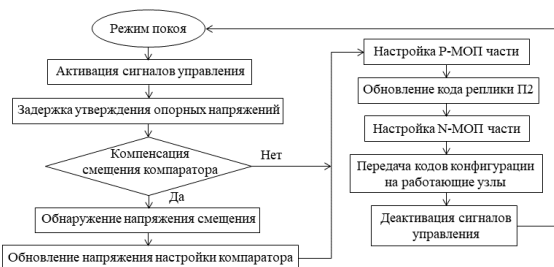 Режим покоя
Активация сигналов управления
Задержка утверждения опорных напряжений
Компенсация
смещения компаратора
Нет
Да
Обнаружение напряжения смещения
Обновление напряжения настройки компаратора
Настройка Р-МОП части
Обновление кода реплики П2
Настройка N-МОП части
Передача кодов конфигурации
на работающие узлы
Деактивация сигналов
управления